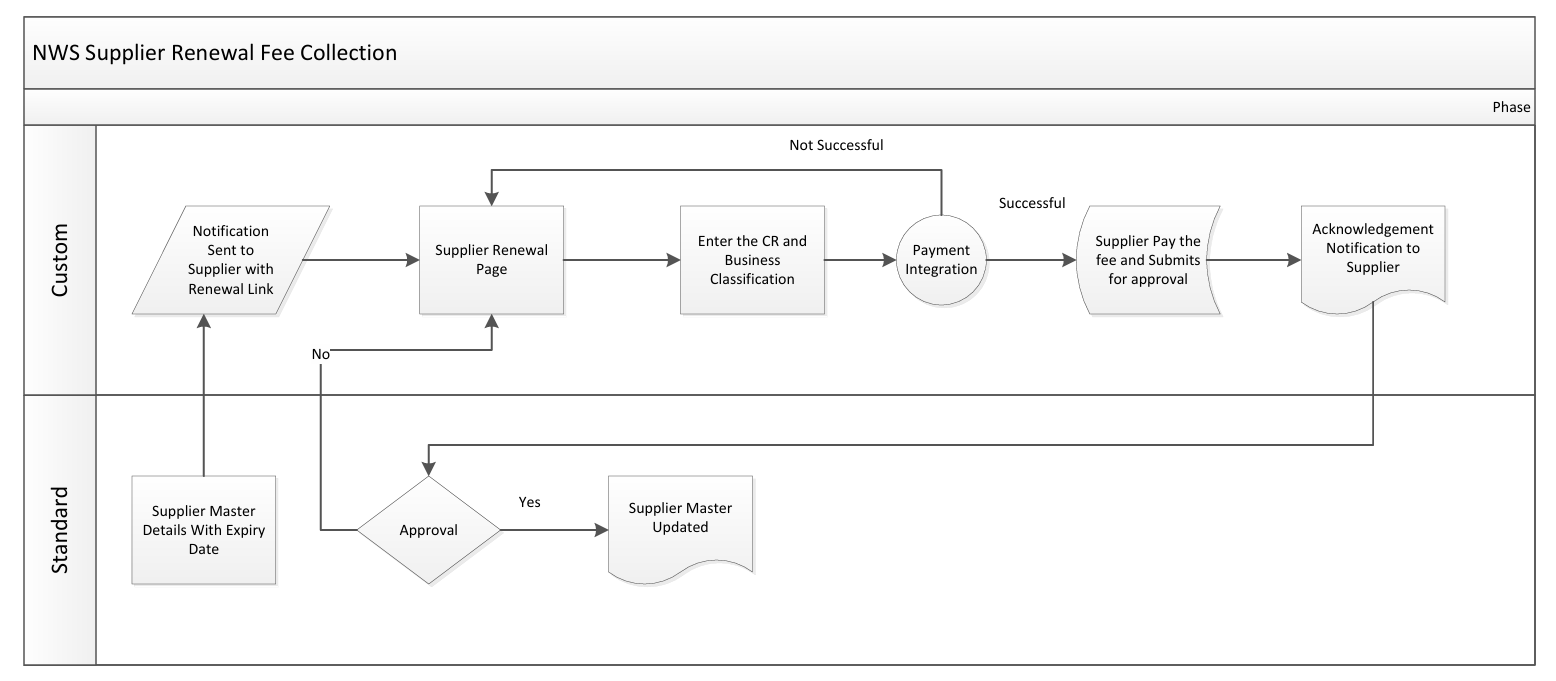 NWS Supplier Renewal Fee Collection
Phase
Custom
Not Successful
Successful
Notification
Sent to
Supplier with
Renewal Link
Supplier Renewal
Page
Enter the CR and
Business
Classification
Payment
Integration
Supplier Pay the
fee and Submits
for approval
Acknowledgement
Notification to
Supplier
No
Standard
Supplier Master
Details With Expiry
Date
Approval
Yes
Supplier Master
Updated